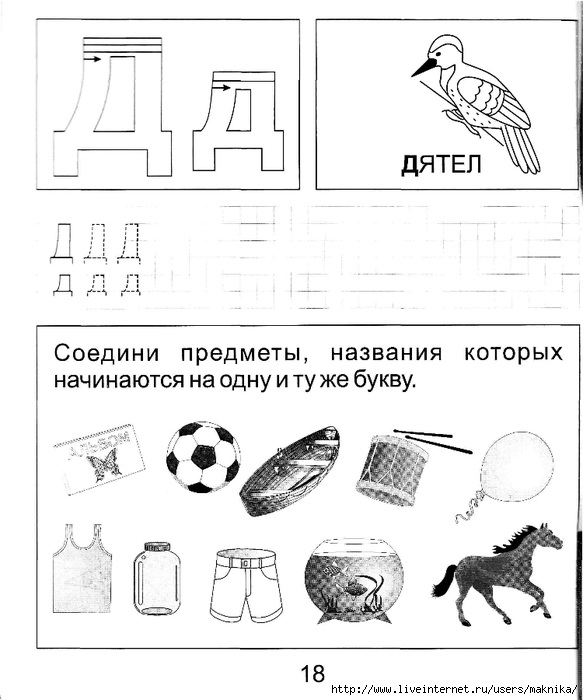 Д д
ДЯТЕЛ
Соедини предметы, названия которых
начинаются на одну и ту же букву.
18
http://www.liveinternet.ru/users/maknika/